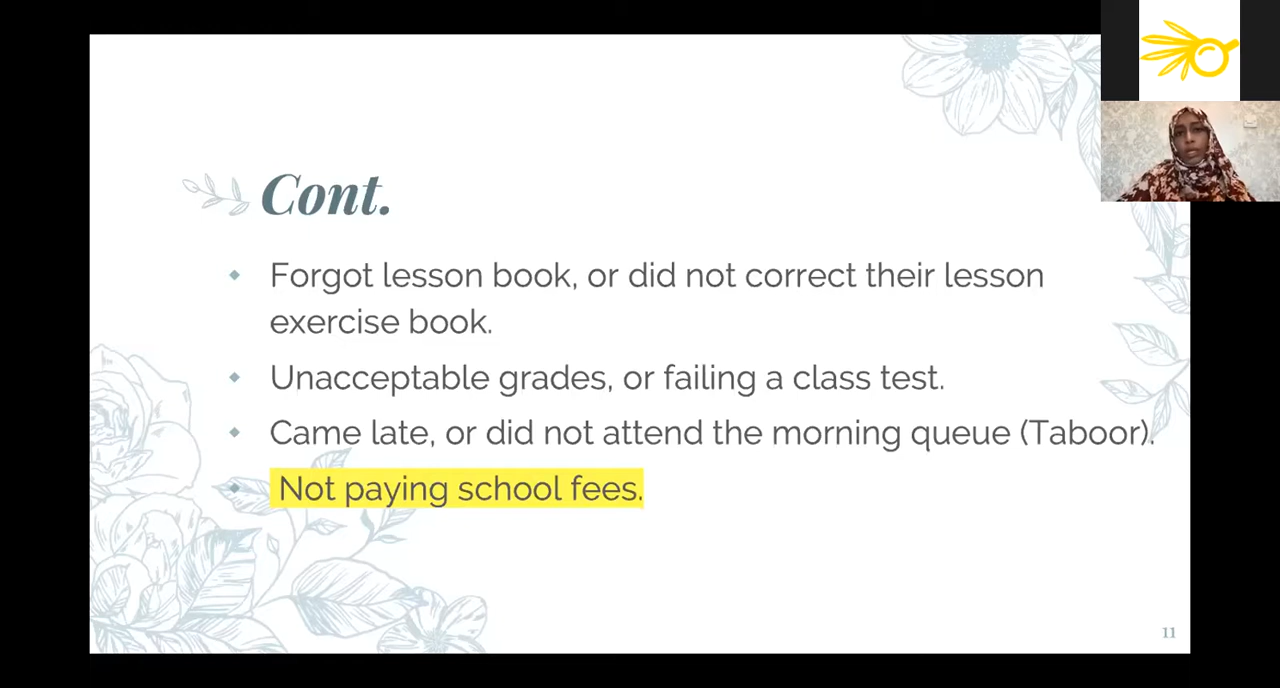 Cont.
Forgot lesson book, or did not correct their lesson
exercise book.
Unacceptable grades, or failing a class test.
Came late, or did not attend the morning queue (Taboor).
Not paying school fees.
11